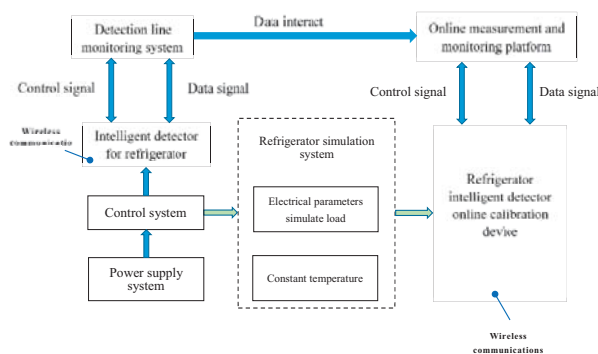 Detection line
monitoring system
Data interact
Online measurement and
monitoring platform
Control signal
Data signal
Control signal
Data signal
Wireless
communicatio
Intelligent detector
for refrigerator
Refrigerator simulation
system
Refrigerator
intelligent detector
online calibration
device
Electrical parameters
simulate load
Control system
Power supply
system
Constant temperature
Wireless
communications